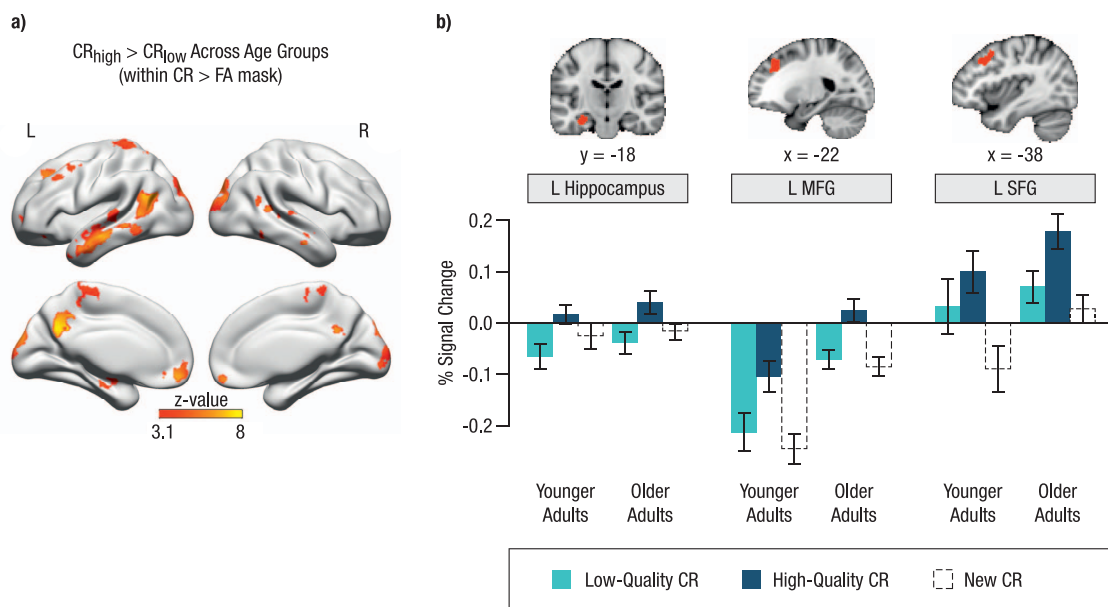 a)
CRhigh > CRlow Across Age Groups
(within CR > FA mask)
L
R
z-value
3.1
8
b)
y = -18
x = -22
x = -38
L Hippocampus
L MFG
L SFG
% Signal Change
0.2
0.1
0.0
-0.1
-0.2
Younger
Adults
Older
Adults
Younger
Adults
Older
Adults
Younger
Adults
Older
Adults
Low-Quality CR
High-Quality CR
New CR